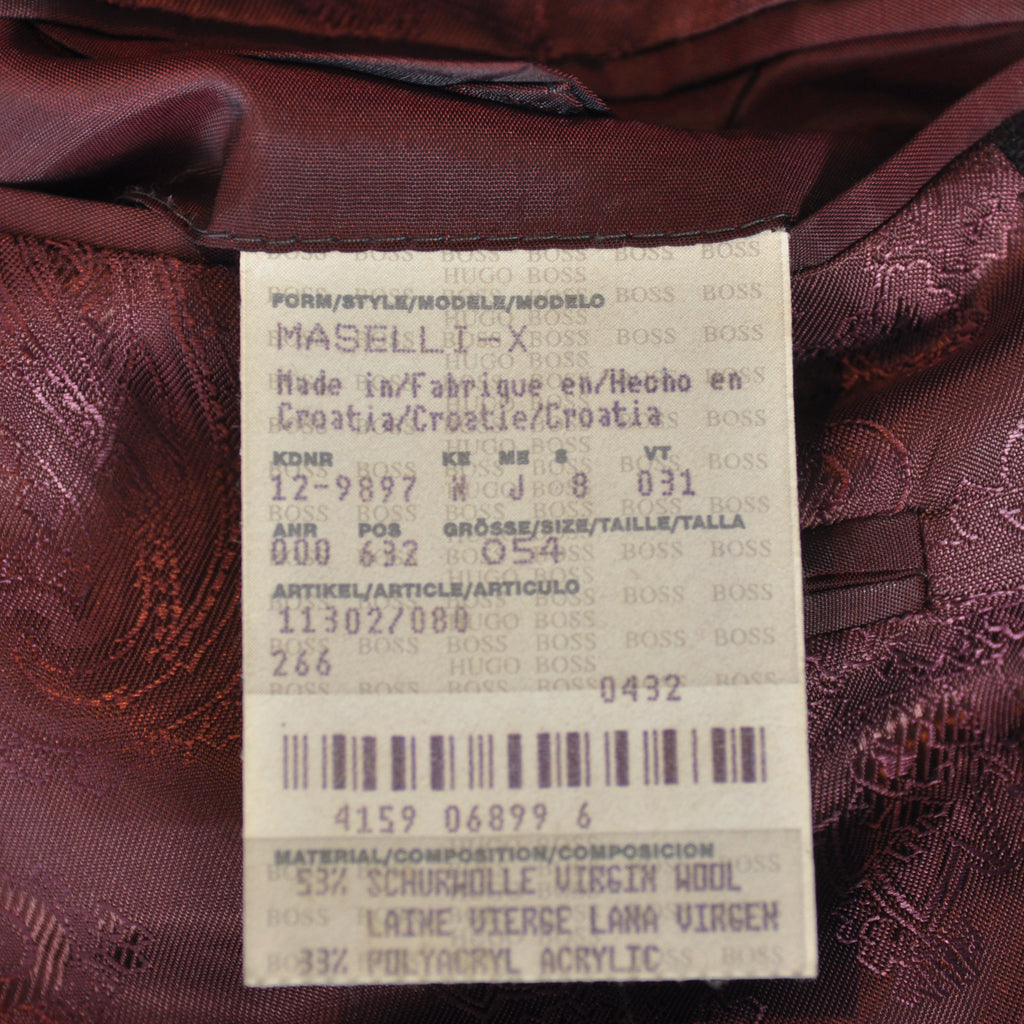 FORM/STYLE/MODELE/MODELO
MASELLI-X
Made in/Fabrique en/Hecho en
Croatia/Croatie/Croatia
KDNR KE ME S VT
12-9897 W J 8 031
ANR POS GRÖSSE/SIZE/TAILLE/TALLA
000 632 054
ARTIKEL/ARTICLE/ARTICULO
11302/080
266
0432
4159 06899 6
MATERIAL/COMPOSITION/COMPOSICION
53% SCHURWOLLE VIRGIN WOOL
LAINE VIERGE LANA VIRGEN
33% POLYACRYL ACRYLIC